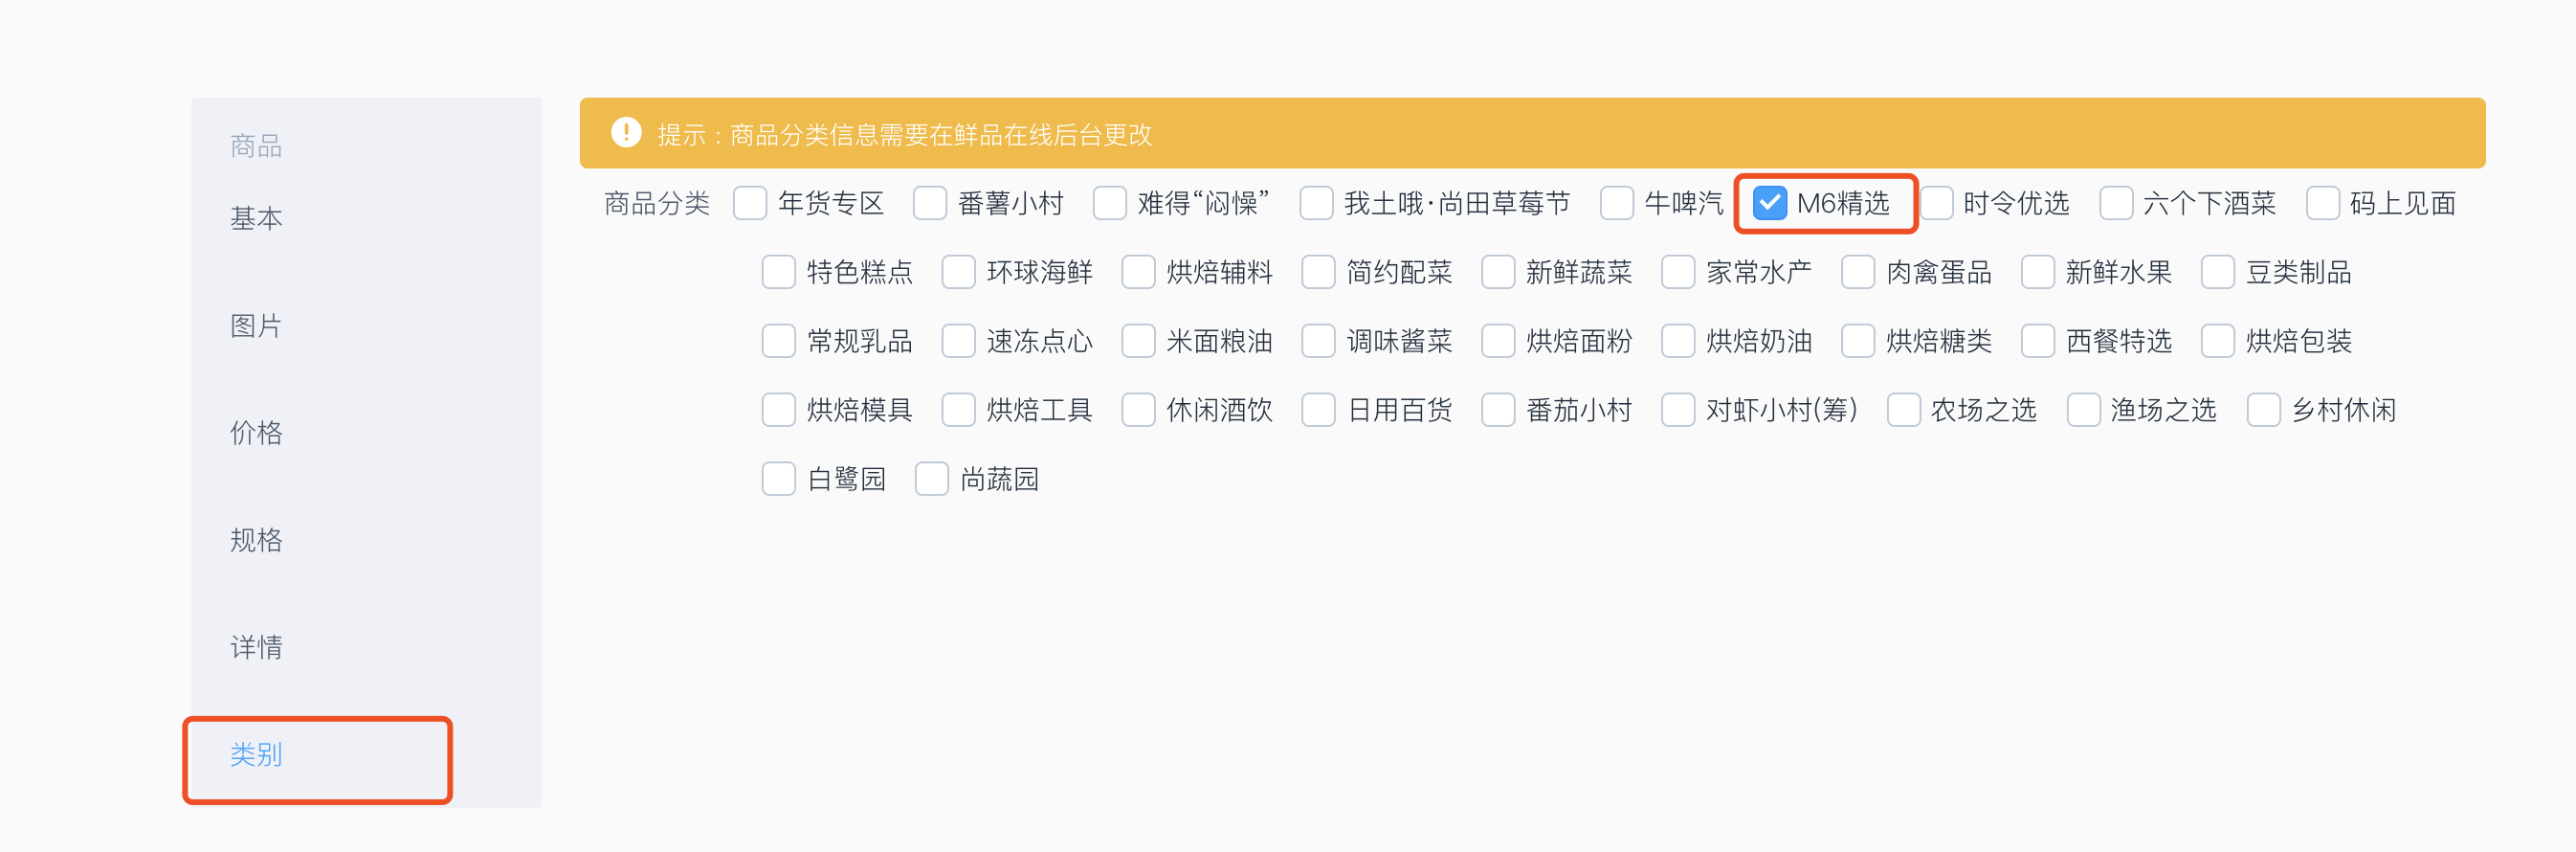 商品
基本
图片
价格
规格
详情
类别
提示：商品分类信息需要在鲜品在线后台更改
商品分类 年货专区 番薯小村 难得“闷懆” 我土哦·尚田草莓节 牛啤汽 M6精选 时令优选 六个下酒菜 码上见面
特色糕点 环球海鲜 烘焙辅料 简约配菜 新鲜蔬菜 家常水产 肉禽蛋品 新鲜水果 豆类制品
常规乳品 速冻点心 米面粮油 调味酱菜 烘焙面粉 烘焙奶油 烘焙糖类 西餐特选 烘焙包装
烘焙模具 烘焙工具 休闲酒饮 日用百货 番茄小村 对虾小村(筹) 农场之选 渔场之选 乡村休闲
白鹭园 尚蔬园